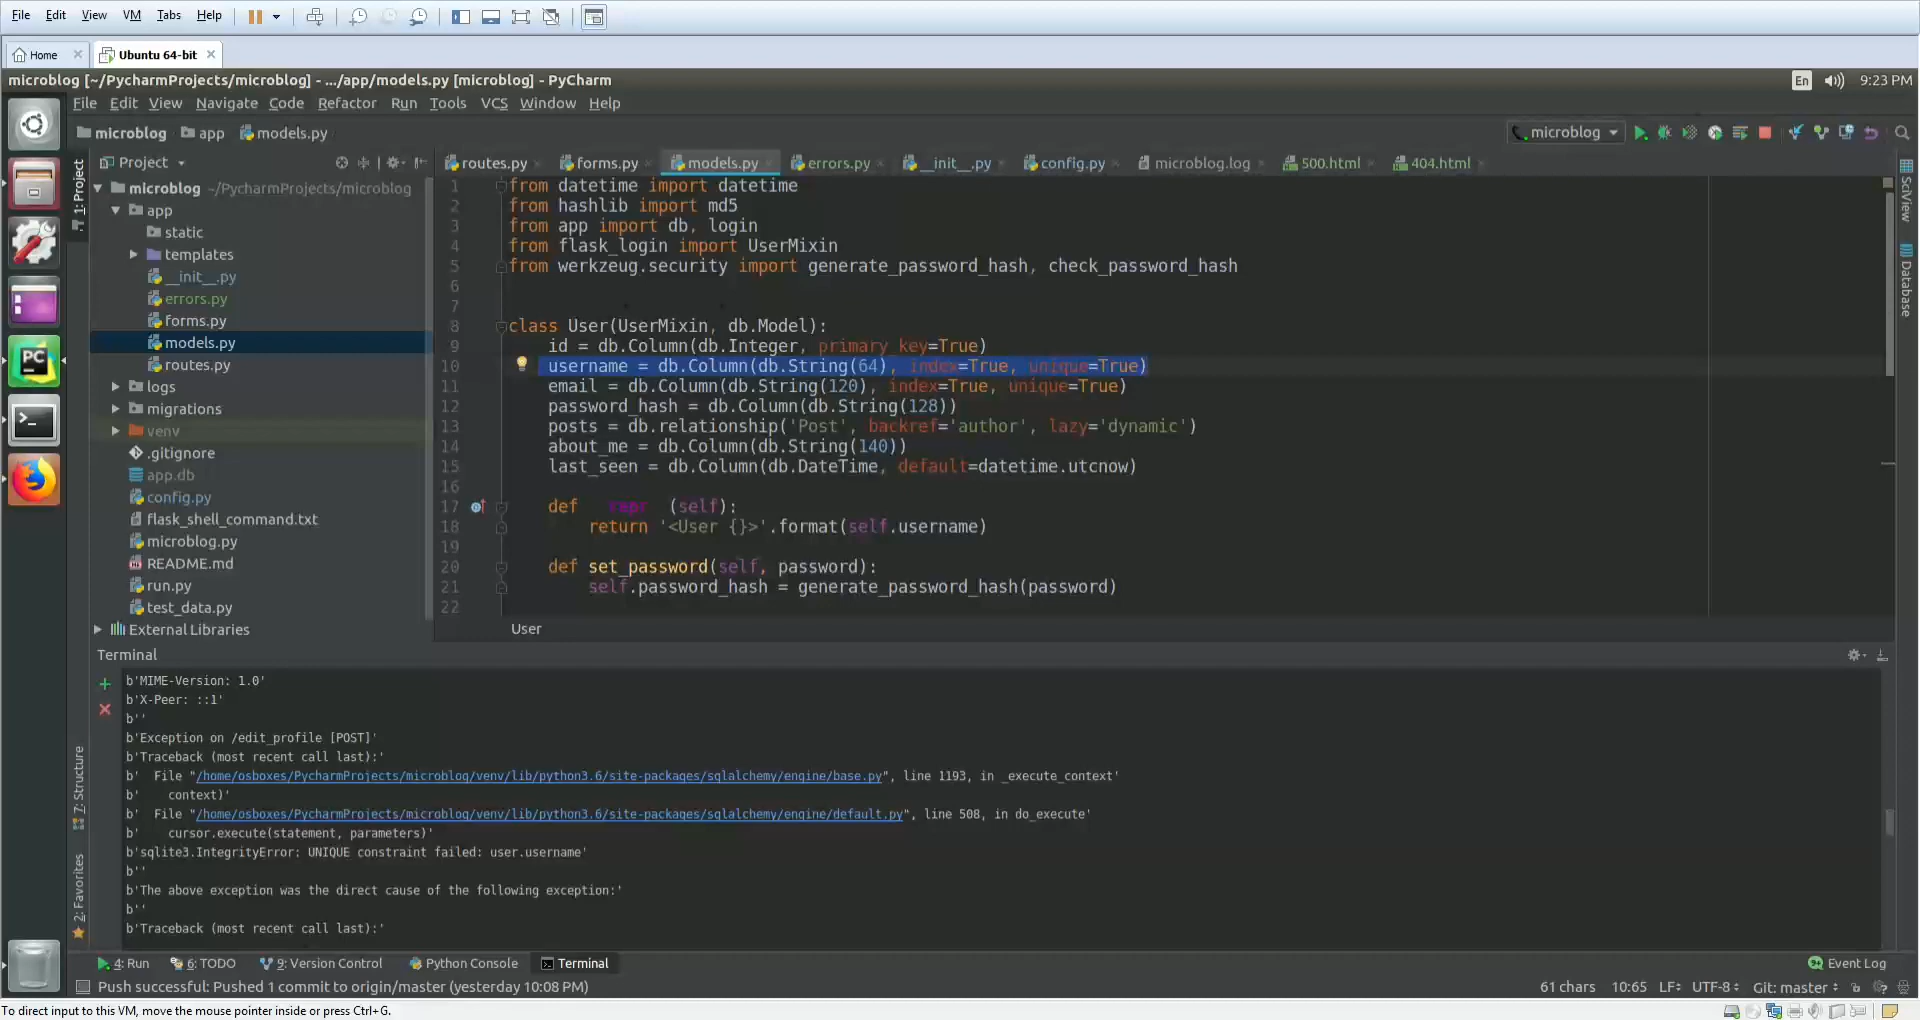 File Edit View VM Tabs Help
Home
Ubuntu 64-bit
microblog [~/PycharmProjects/microblog] - .../app/models.py [microblog] - PyCharm
En
9:23 PM
File Edit View Navigate Code Refactor Run Tools VCS Window Help
microblog app models.py
microblog
1: Project
Project
microblog ~/PycharmProjects/microblog
app
static
templates
__init__.py
errors.py
forms.py
models.py
routes.py
logs
migrations
venv
.gitignore
app.db
config.py
flask_shell_command.txt
microblog.py
README.md
run.py
test_data.py
External Libraries
routes.py forms.py models.py errors.py __init__.py config.py microblog.log 500.html 404.html
1 from datetime import datetime
2 from hashlib import md5
3 from app import db, login
4 from flask_login import UserMixin
5 from werkzeug.security import generate_password_hash, check_password_hash
6
7
8 class User(UserMixin, db.Model):
9 id = db.Column(db.Integer, primary_key=True)
10 username = db.Column(db.String(64), index=True, unique=True)
11 email = db.Column(db.String(120), index=True, unique=True)
12 password_hash = db.Column(db.String(128))
13 posts = db.relationship('Post', backref='author', lazy='dynamic')
14 about_me = db.Column(db.String(140))
15 last_seen = db.Column(db.DateTime, default=datetime.utcnow)
16
17 def __repr__(self):
18 return '<User {}>'.format(self.username)
19
20 def set_password(self, password):
21 self.password_hash = generate_password_hash(password)
22
User
SciView
Database
PC
Terminal
b'MIME-Version: 1.0'
b'X-Peer: ::1'
b''
b'Exception on /edit_profile [POST]'
b'Traceback (most recent call last):'
b'  File "/home/osboxes/PycharmProjects/microblog/venv/lib/python3.6/site-packages/sqlalchemy/engine/base.py", line 1193, in _execute_context'
b'    context)'
b'  File "/home/osboxes/PycharmProjects/microblog/venv/lib/python3.6/site-packages/sqlalchemy/engine/default.py", line 508, in do_execute'
b'    cursor.execute(statement, parameters)'
b'sqlite3.IntegrityError: UNIQUE constraint failed: user.username'
b''
b'The above exception was the direct cause of the following exception:'
b''
b'Traceback (most recent call last):'
7: Structure
2: Favorites
4: Run 6: TODO 9: Version Control Python Console Terminal
Event Log
Push successful: Pushed 1 commit to origin/master (yesterday 10:08 PM)
61 chars 10:65 LF UTF-8 Git: master
To direct input to this VM, move the mouse pointer inside or press Ctrl+G.